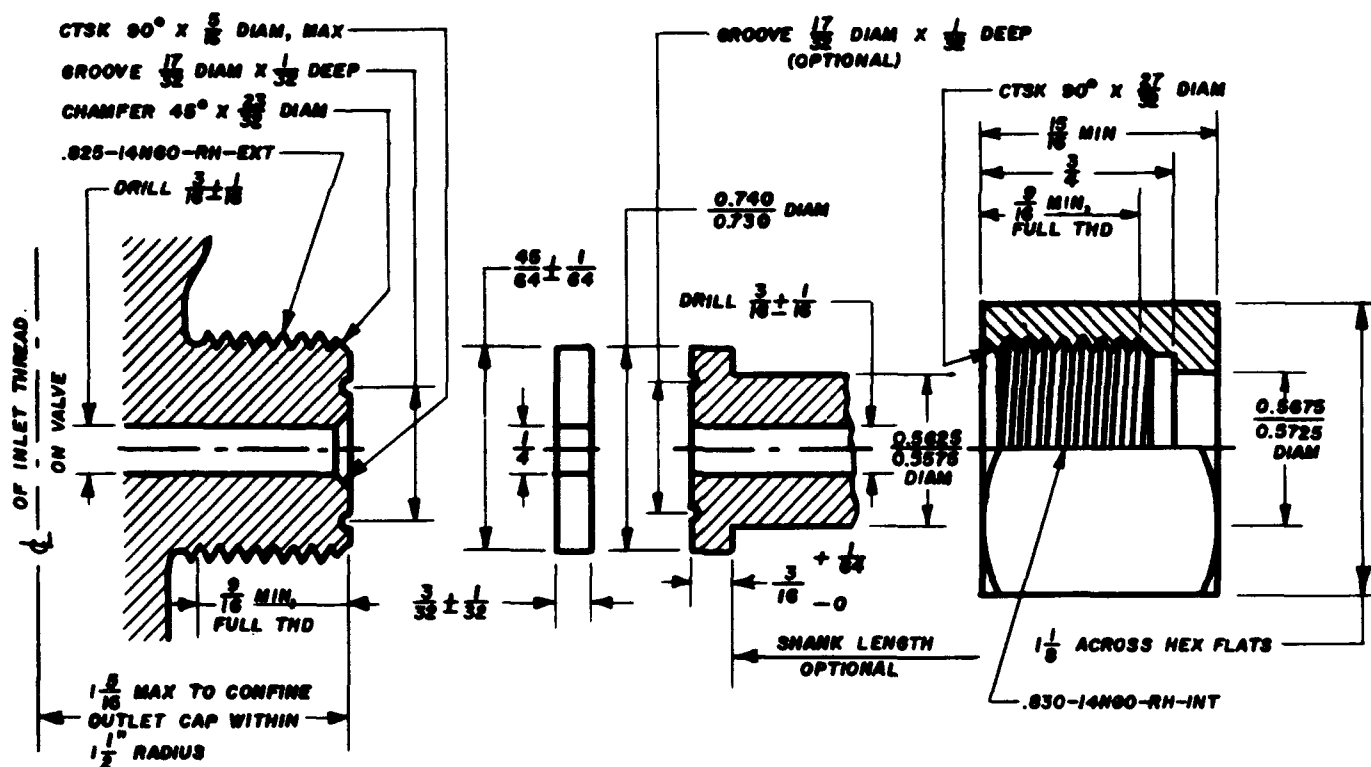 CTSK 90° X 5/16 DIAM, MAX
GROOVE 17/32 DIAM X 1/32 DEEP
CHAMFER 45° X 23/32 DIAM
.825-14NGO-RH-EXT
DRILL 3/16 ± 1/16
GROOVE 17/32 DIAM X 1/32 DEEP
(OPTIONAL)
CTSK 90° X 27/32 DIAM
15/16 MIN
3/4
9/16 MIN,
FULL THD
0.740/0.730 DIAM
45/64 ± 1/64
DRILL 3/16 ± 1/16
℄ OF INLET THREAD
ON VALVE
1/4
0.5625/0.5575
DIAM
0.5675/0.5725
DIAM
9/16 MIN,
FULL THD
3/32 ± 1/32
3/16 + 1/64
-0
SHANK LENGTH
OPTIONAL
1 1/8 ACROSS HEX FLATS
.830-14NGO-RH-INT
1 5/16 MAX TO CONFINE
OUTLET CAP WITHIN
1 1/2" RADIUS